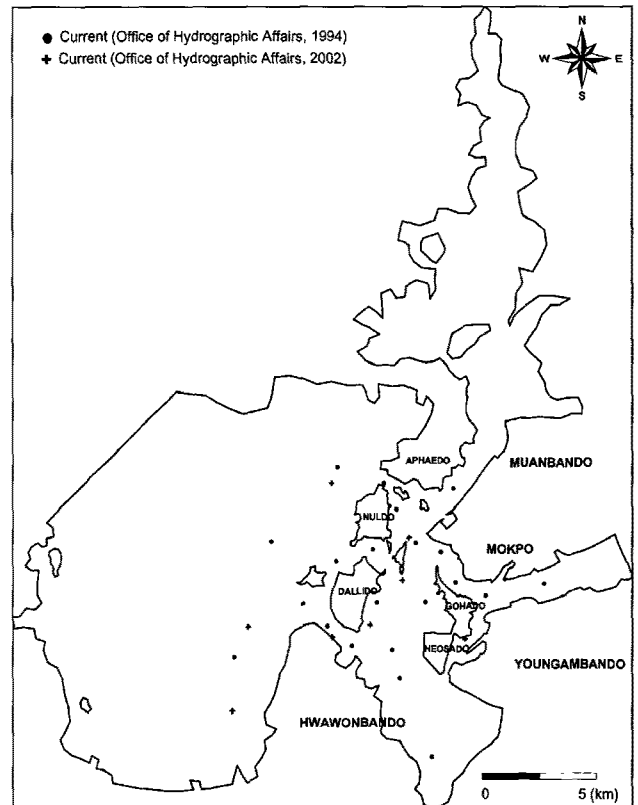 Current (Office of Hydrographic Affairs, 1994)
Current (Office of Hydrographic Affairs, 2002)
N
W E
S
APHAEDO
MUANBANDO
NULDO
MOKPO
DALLIDO
GOHADO
HEOSADO
YOUNGAMBANDO
HWAWONBANDO
0 5 (km)